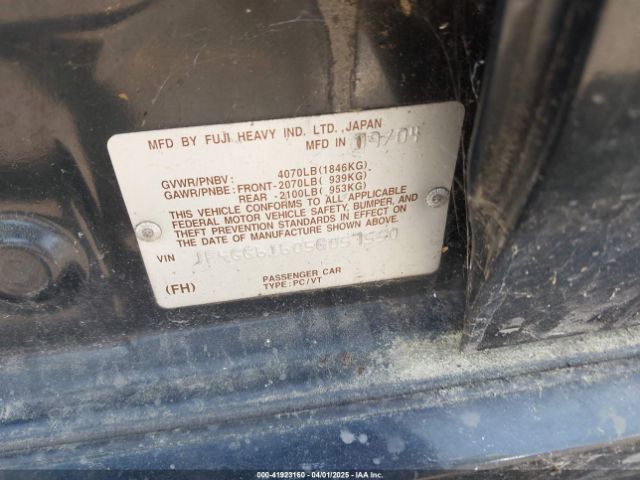 MFD BY FUJI HEAVY IND. LTD. JAPAN
MFD IN 09/04
GVWR/PNBV: 4070LB(1846KG)
GAWR/PNBE: FRONT-2070LB( 939KG)
REAR -2100LB( 953KG)
THIS VEHICLE CONFORMS TO ALL APPLICABLE
FEDERAL MOTOR VEHICLE SAFETY, BUMPER, AND
THEFT PREVENTION STANDARDS IN EFFECT ON
THE DATE OF MANUFACTURE SHOWN ABOVE.
VIN
(FH)
PASSENGER CAR
TYPE:PC/VT
000-41923160 - 04/01/2025 - IAA Inc.